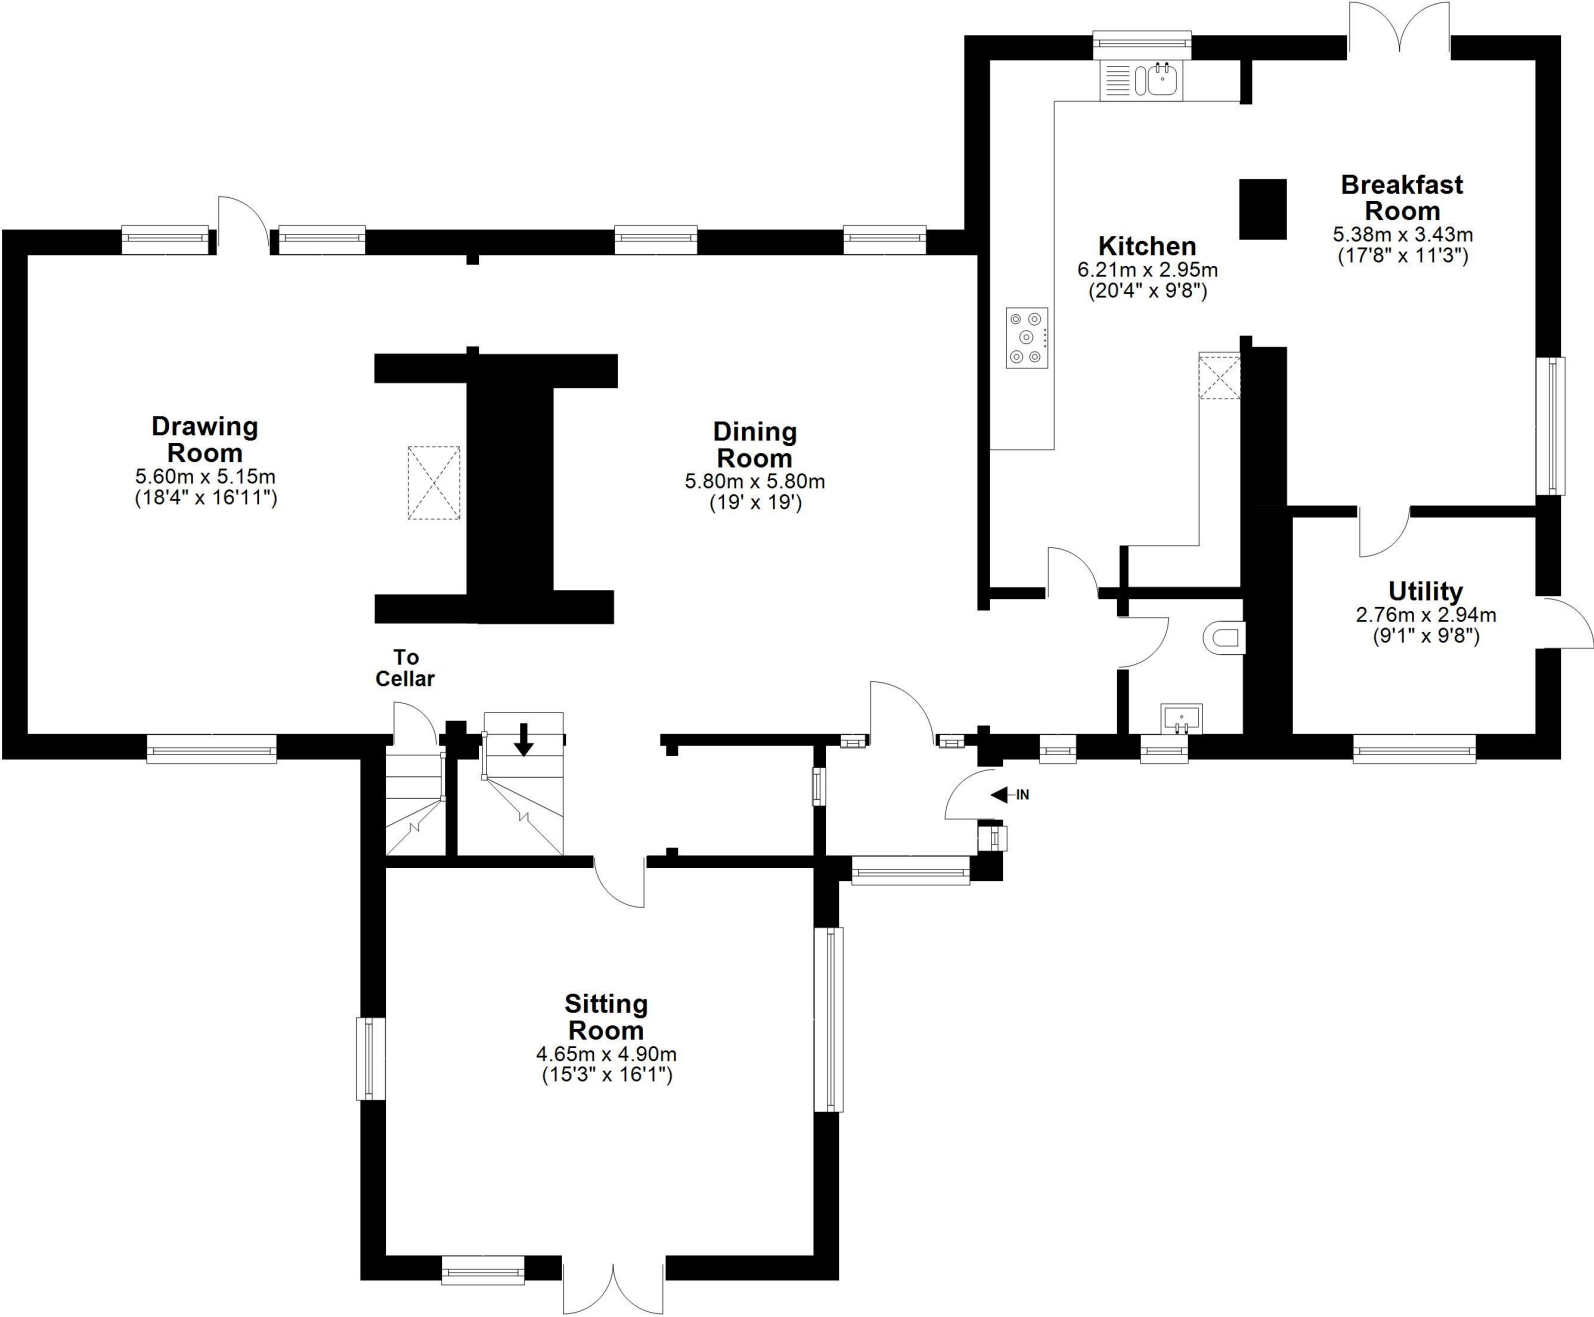 Breakfast
Room
5.38m x 3.43m
(17'8" x 11'3")
Kitchen
6.21m x 2.95m
(20'4" x 9'8")
Drawing
Room
5.60m x 5.15m
(18'4" x 16'11")
Dining
Room
5.80m x 5.80m
(19' x 19')
Utility
2.76m x 2.94m
(9'1" x 9'8")
To
Cellar
IN
Sitting
Room
4.65m x 4.90m
(15'3" x 16'1")